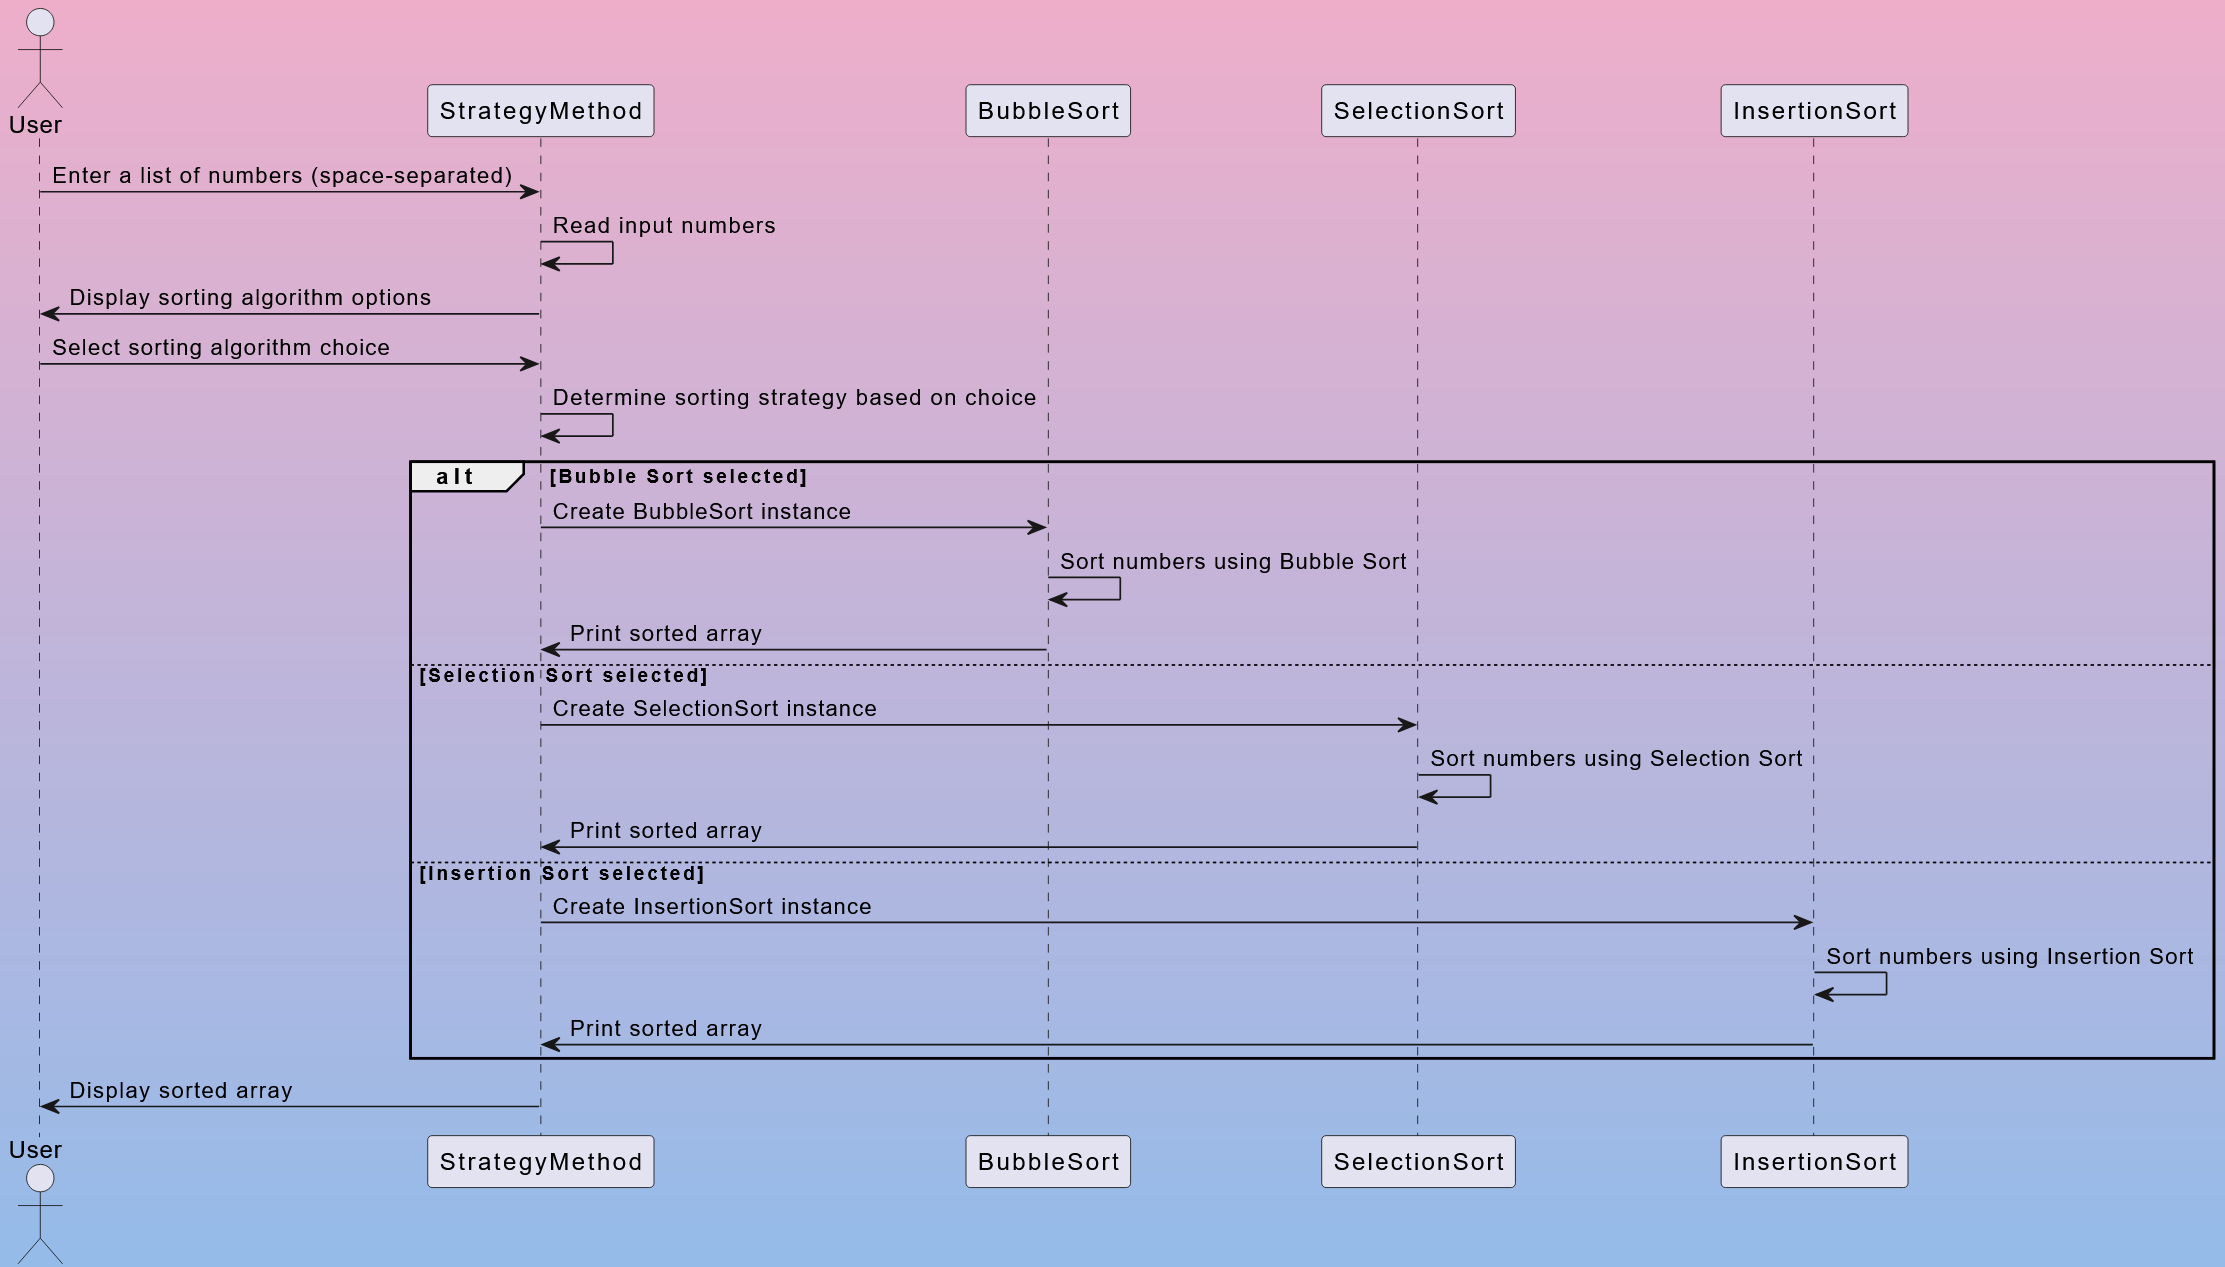 User
StrategyMethod
BubbleSort
SelectionSort
InsertionSort
Enter a list of numbers (space-separated)
Read input numbers
Display sorting algorithm options
Select sorting algorithm choice
Determine sorting strategy based on choice
alt
[Bubble Sort selected]
Create BubbleSort instance
Sort numbers using Bubble Sort
Print sorted array
[Selection Sort selected]
Create SelectionSort instance
Sort numbers using Selection Sort
Print sorted array
[Insertion Sort selected]
Create InsertionSort instance
Sort numbers using Insertion Sort
Print sorted array
Display sorted array
User
StrategyMethod
BubbleSort
SelectionSort
InsertionSort